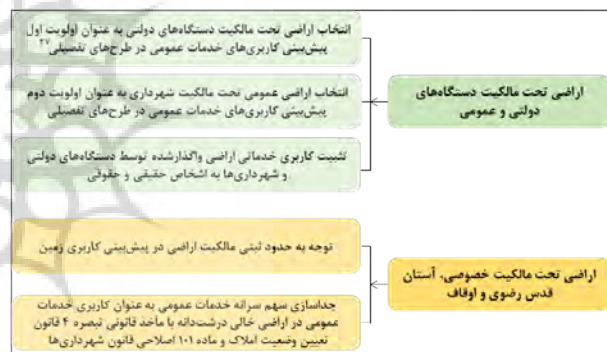 اراضی تحت مالکیت دستگاه‌های
دولتی و عمومی
انتخاب اراضی تحت مالکیت دستگاه‌های دولتی به عنوان اولویت اول
پیش‌بینی کاربری‌های خدمات عمومی در طرح‌های تفصیلی۲۷
انتخاب اراضی عمومی تحت مالکیت شهرداری به عنوان اولویت دوم
پیش‌بینی کاربری‌های خدمات عمومی در طرح‌های تفصیلی
تثبیت کاربری خدماتی اراضی واگذارشده توسط دستگاه‌های دولتی
و شهرداری‌ها به اشخاص حقیقی و حقوقی
اراضی تحت مالکیت خصوصی، آستان
قدس رضوی و اوقاف
توجه به حدود ثبتی مالکیت اراضی در پیش‌بینی کاربری زمین
جداسازی سهم سرانه خدمات عمومی به عنوان کاربری خدمات
عمومی در اراضی خالی درشت‌دانه با مأخذ قانونی تبصره ۴ قانون
تعیین وضعیت املاک و ماده ۱۰۱ اصلاحی قانون شهرداری‌ها